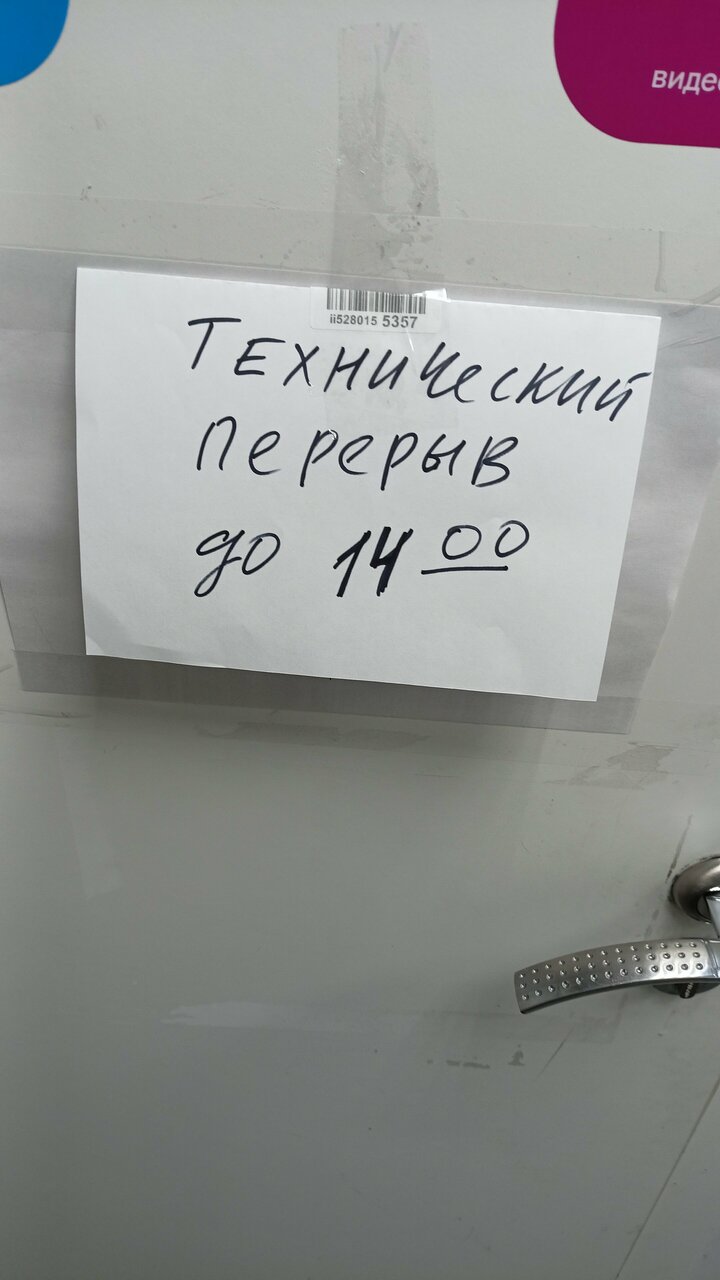 видео
ii528015 5357
ТЕХНИЧеский
перерыв
до 14 00